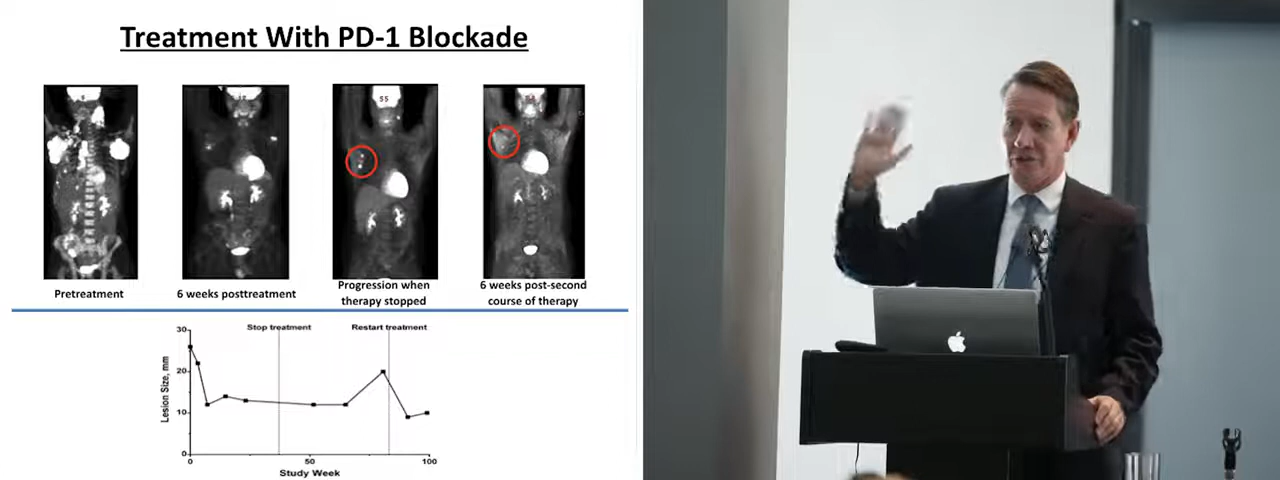 Treatment With PD-1 Blockade
Pretreatment
6 weeks posttreatment
Progression when
therapy stopped
6 weeks post-second
course of therapy
Stop treatment
Restart treatment
30
20
10
0
Lesion Size, mm
0
50
100
Study Week
55